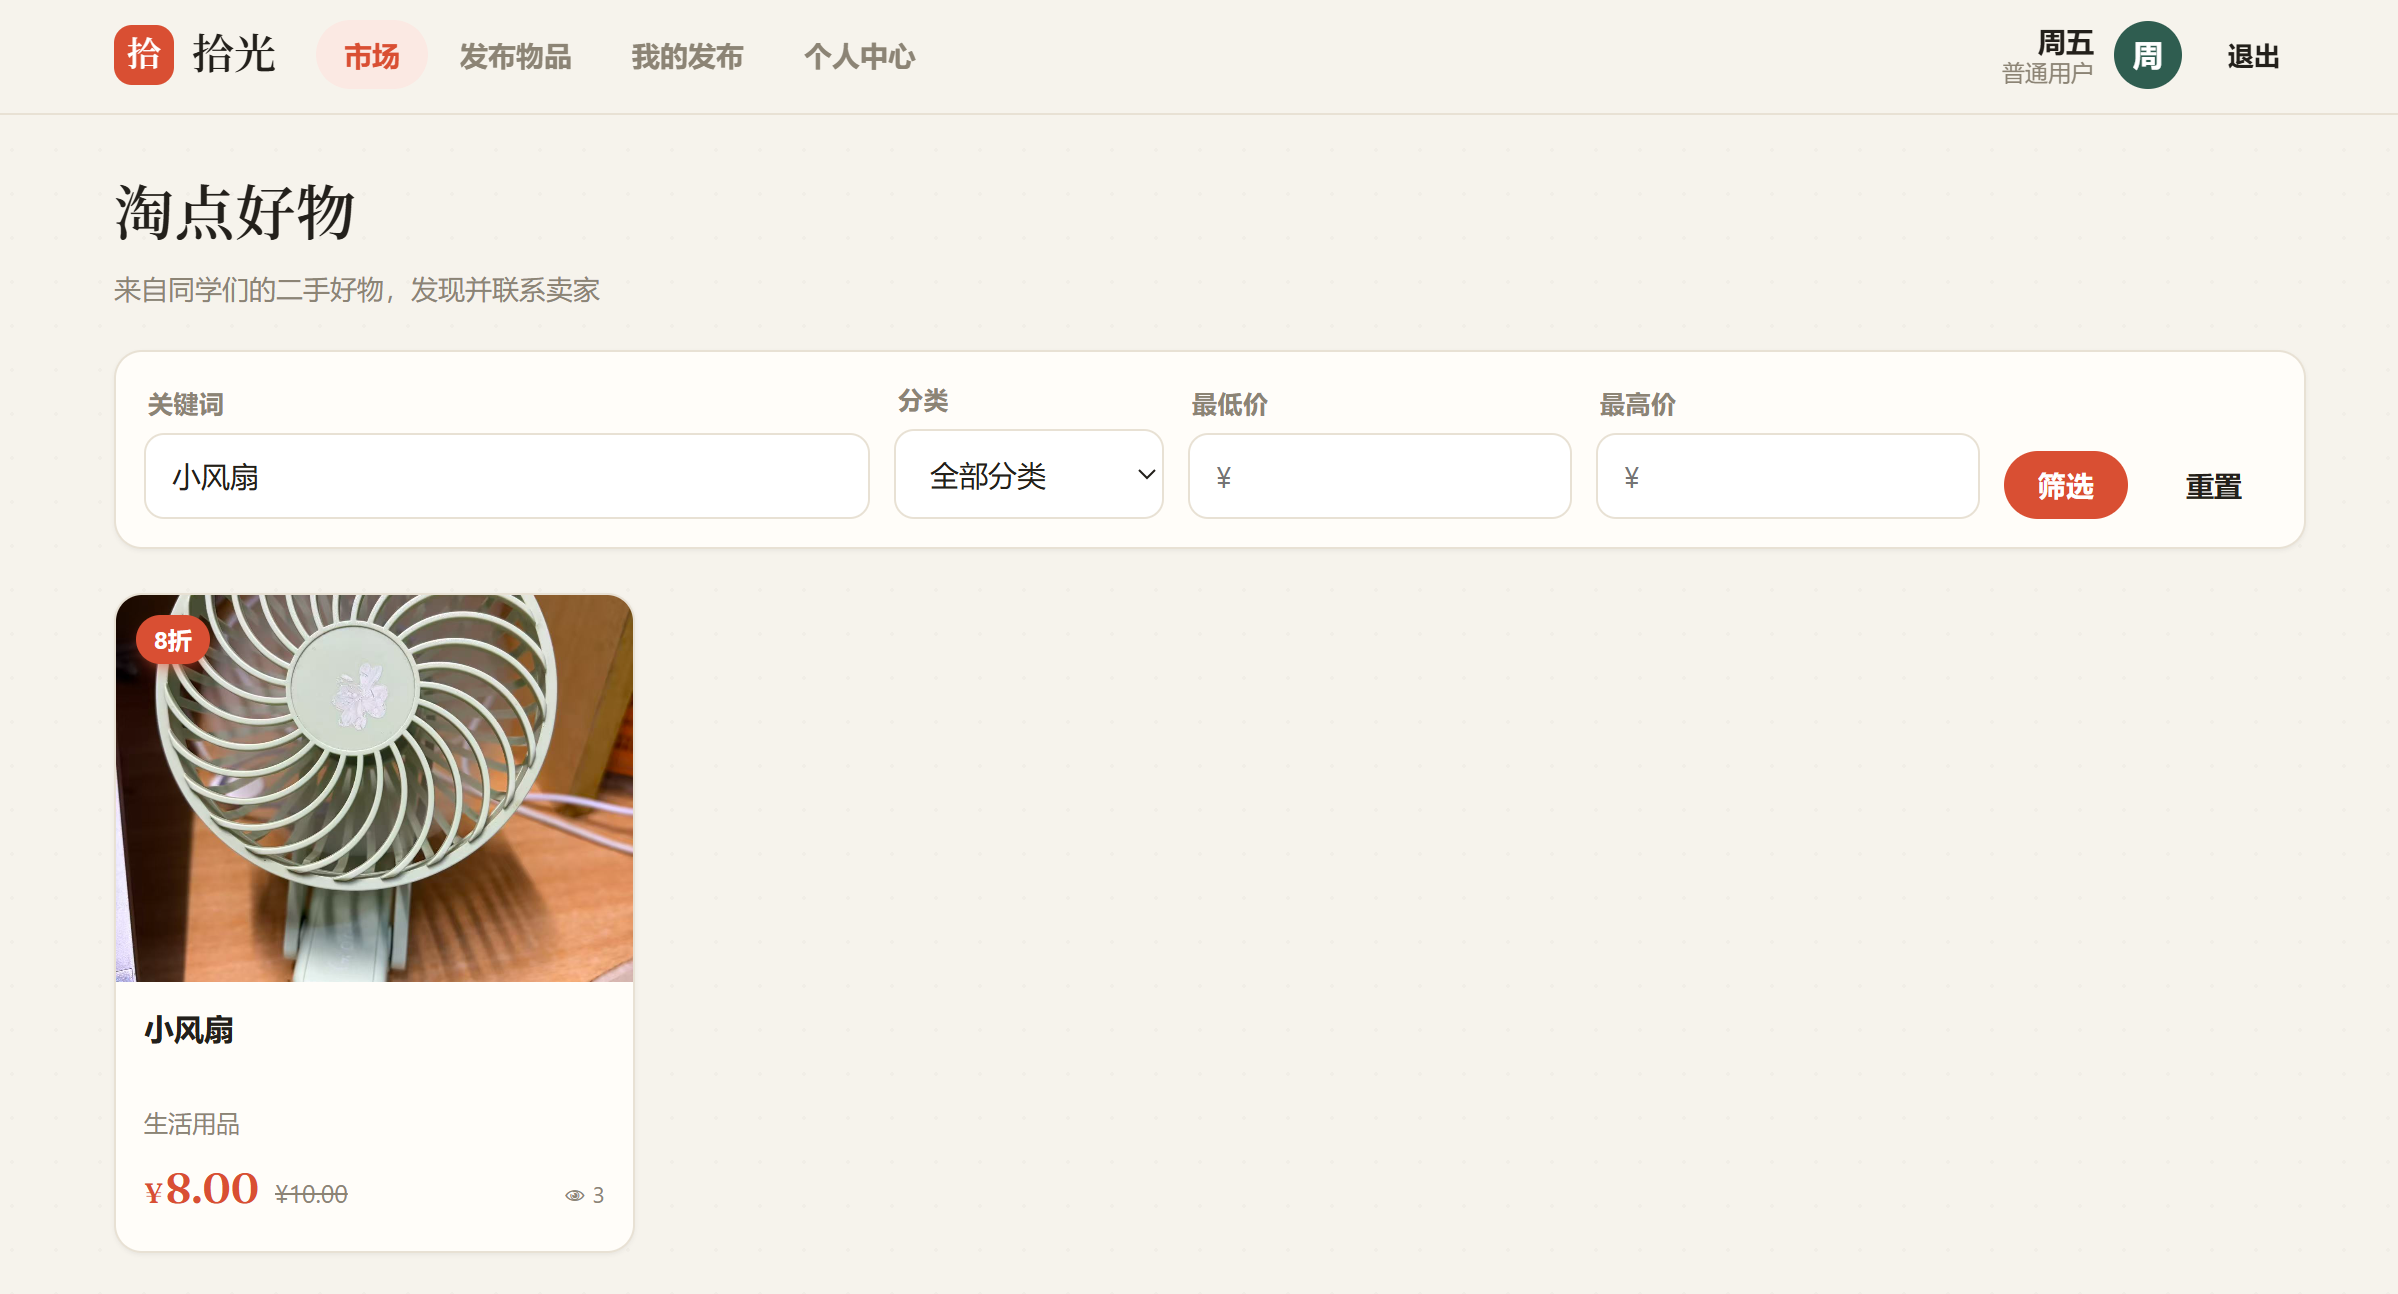 拾 拾光 市场 发布物品 我的发布 个人中心 周五 周 退出
普通用户
淘点好物
来自同学们的二手好物，发现并联系卖家
关键词 分类 最低价 最高价
小风扇 全部分类 ¥ ¥ 筛选 重置
8折
小风扇
生活用品
¥8.00 ¥10.00 3